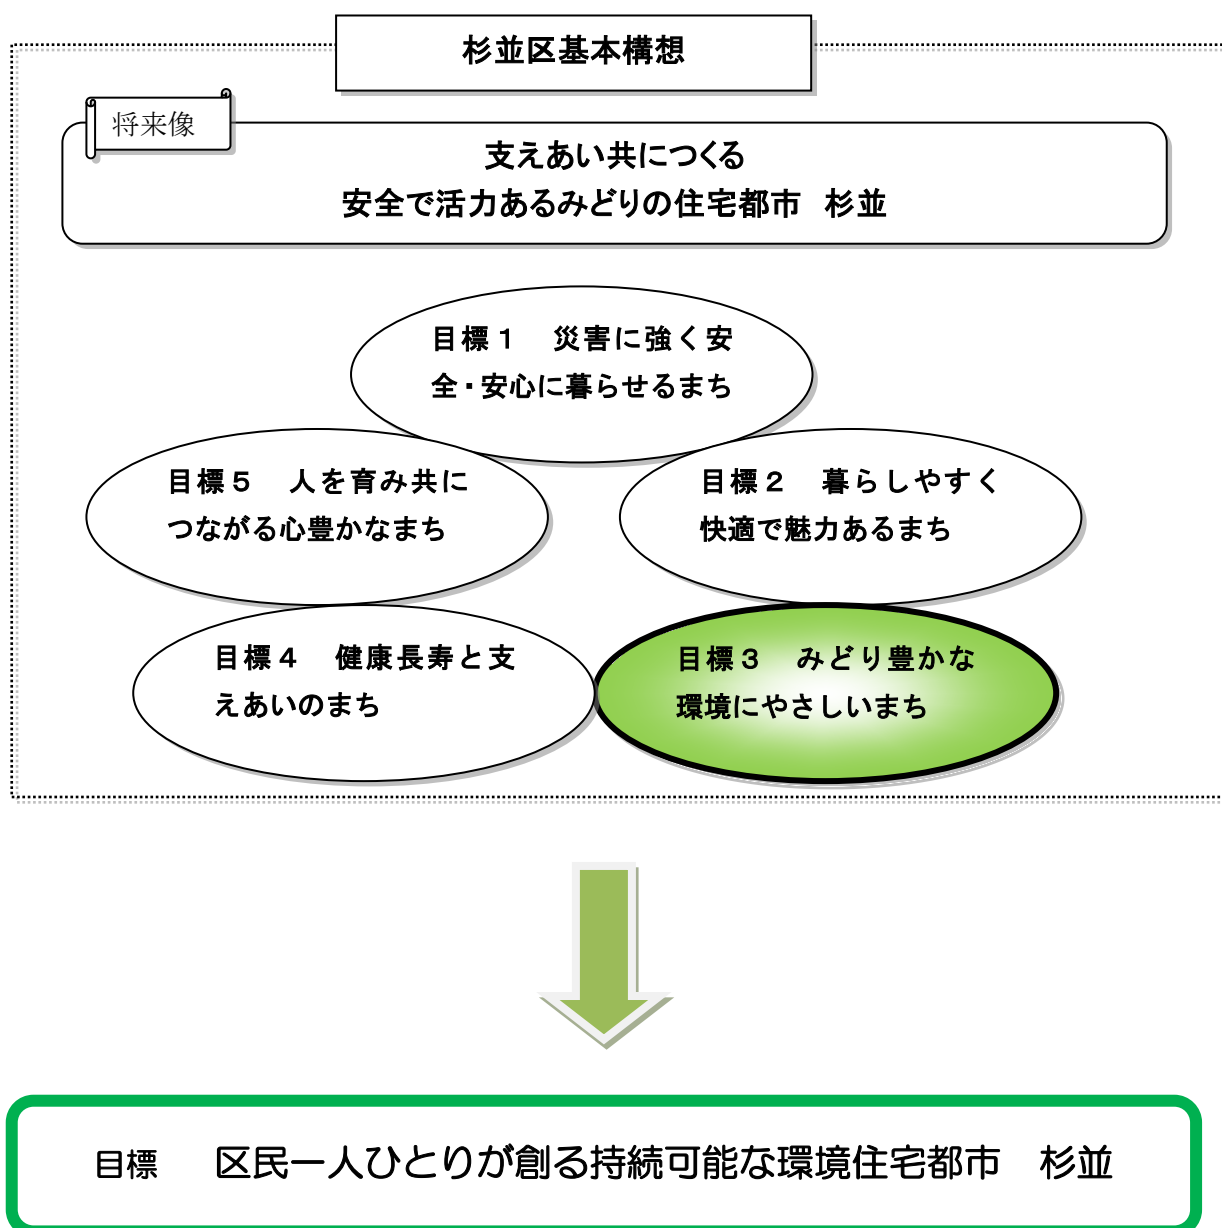 杉並区基本構想
将来像
支えあい共につくる
安全で活力あるみどりの住宅都市　杉並
目標１　災害に強く安
全・安心に暮らせるまち
目標５　人を育み共に
つながる心豊かなまち
目標２　暮らしやすく
快適で魅力あるまち
目標４　健康長寿と支
えあいのまち
目標３　みどり豊かな
環境にやさしいまち
目標　区民一人ひとりが創る持続可能な環境住宅都市　杉並